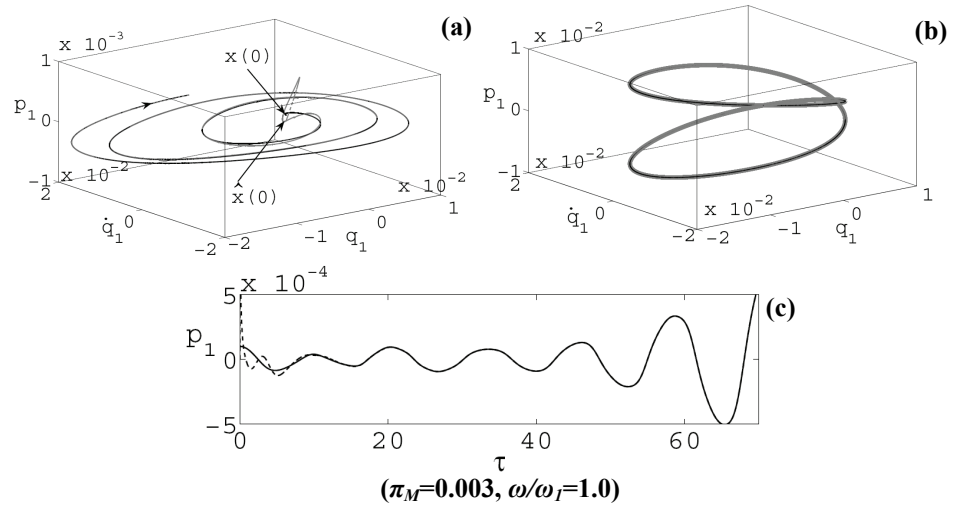 (a)
x 10⁻³
x(0)
1
p₁ 0
-1
x 10⁻²
2
q̇₁ 0
-2
x̂(0)
x 10⁻²
-2 -1 0 1
q₁
(b)
x 10⁻²
1
p₁ 0
-1
x 10⁻²
2
q̇₁ 0
-2
x 10⁻²
-2 -1 0 1
q₁
(c)
x 10⁻⁴
5
p₁ 0
-5
0 20 40 60
τ
(π_M=0.003, ω/ω₁=1.0)